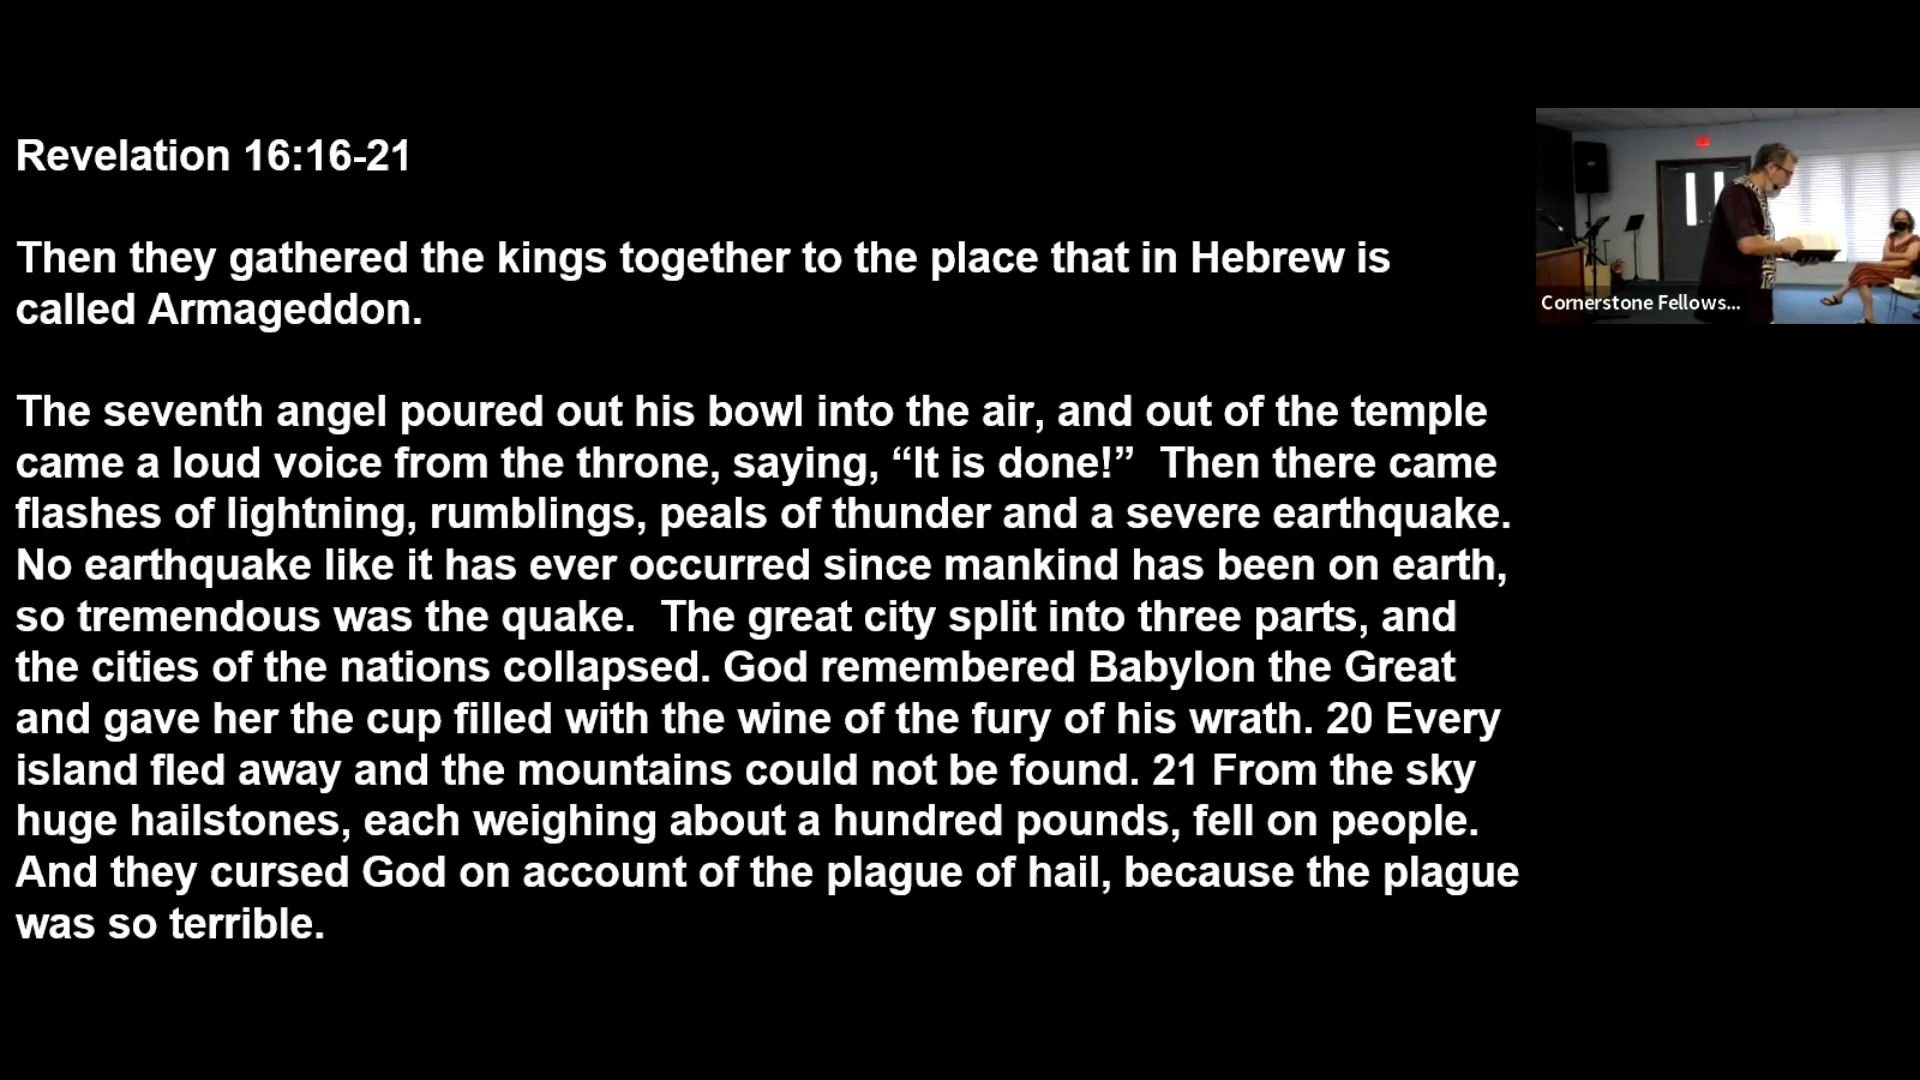 Revelation 16:16-21
Then they gathered the kings together to the place that in Hebrew is
called Armageddon.
The seventh angel poured out his bowl into the air, and out of the temple
came a loud voice from the throne, saying, “It is done!”  Then there came
flashes of lightning, rumblings, peals of thunder and a severe earthquake.
No earthquake like it has ever occurred since mankind has been on earth,
so tremendous was the quake.  The great city split into three parts, and
the cities of the nations collapsed. God remembered Babylon the Great
and gave her the cup filled with the wine of the fury of his wrath. 20 Every
island fled away and the mountains could not be found. 21 From the sky
huge hailstones, each weighing about a hundred pounds, fell on people.
And they cursed God on account of the plague of hail, because the plague
was so terrible.
Cornerstone Fellows...